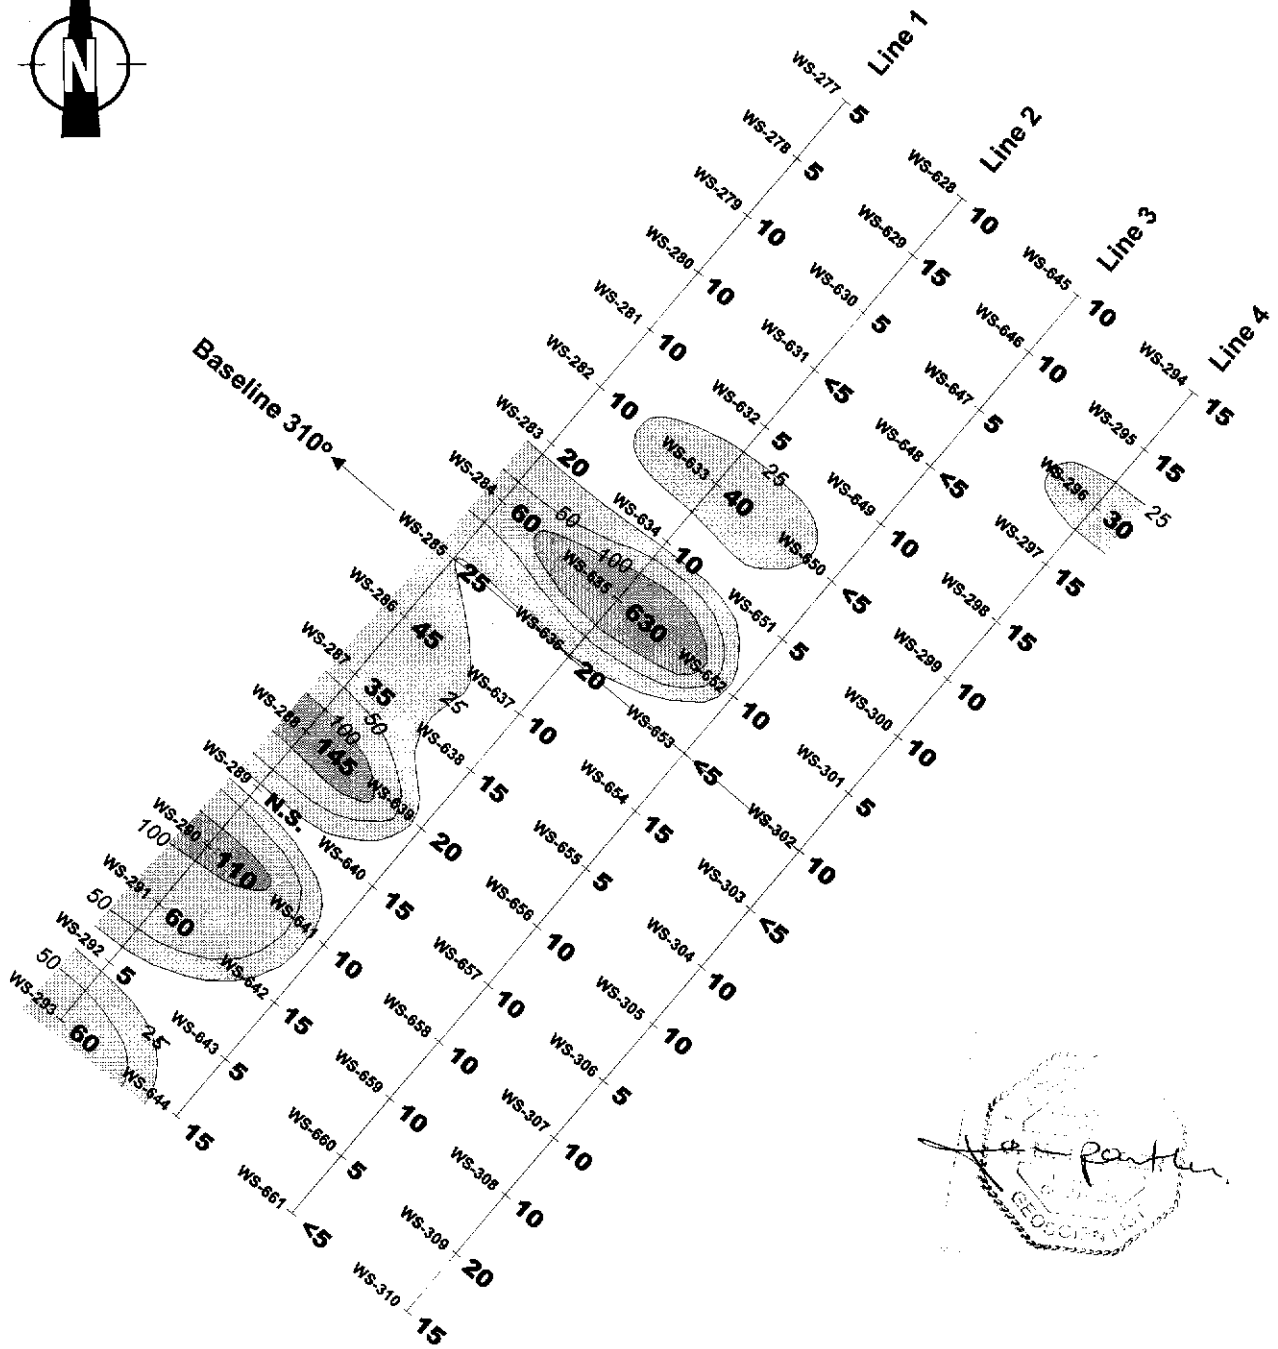 N
Line 1
WS-277 5
WS-278 5
WS-279 10
WS-280 10
WS-281 10
WS-282 10
WS-283 20
WS-284 60
WS-285 25
WS-286 45
WS-287 35
WS-288 145
WS-289 N.S.
WS-280 110
WS-291 60
WS-292 5
WS-293 60
Line 2
WS-628 10
WS-629 15
WS-630 5
WS-631 <5
WS-632 5
WS-633 40
WS-634 10
WS-635 630
WS-636 20
WS-637 10
WS-638 15
WS-639 20
WS-640 15
WS-641 10
WS-642 15
WS-643 5
WS-644 15
Line 3
WS-645 10
WS-646 10
WS-647 5
WS-648 <5
WS-649 10
WS-650 <5
WS-651 5
WS-652 10
WS-653 <5
WS-654 15
WS-655 5
WS-656 10
WS-657 10
WS-658 10
WS-659 10
WS-660 5
WS-661 <5
Line 4
WS-294 15
WS-295 15
WS-296 30
WS-297 15
WS-298 15
WS-299 10
WS-300 10
WS-301 5
WS-302 10
WS-303 <5
WS-304 10
WS-305 10
WS-306 5
WS-307 10
WS-308 10
WS-309 20
WS-310 15
Baseline 310º
25
25
50
100
25
50
100
100
50
50
25
GEOSCIENTIST